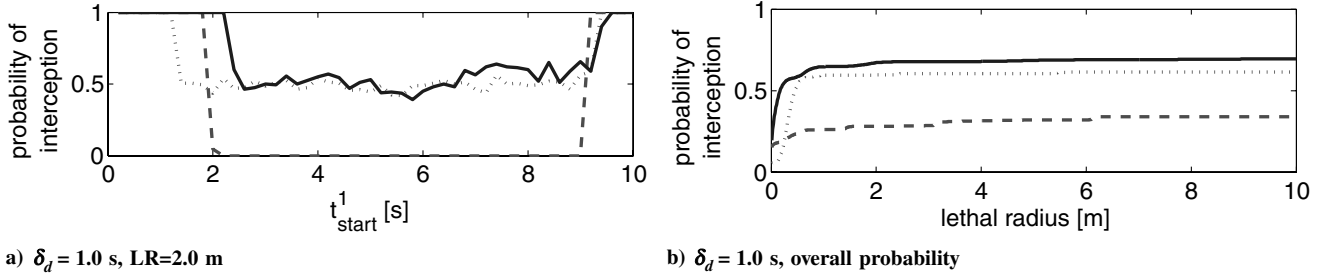 probability of
interception
1
0.5
0
0 2 4 6 8 10
t¹start [s]
a) δd = 1.0 s, LR=2.0 m
probability of
interception
1
0.5
0
0 2 4 6 8 10
lethal radius [m]
b) δd = 1.0 s, overall probability